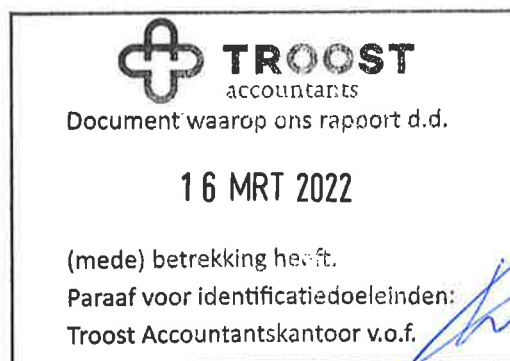 TROOST
accountants
Document waarop ons rapport d.d.
16 MRT 2022
(mede) betrekking heeft.
Paraaf voor identificatiedoeleinden:
Troost Accountantskantoor v.o.f.